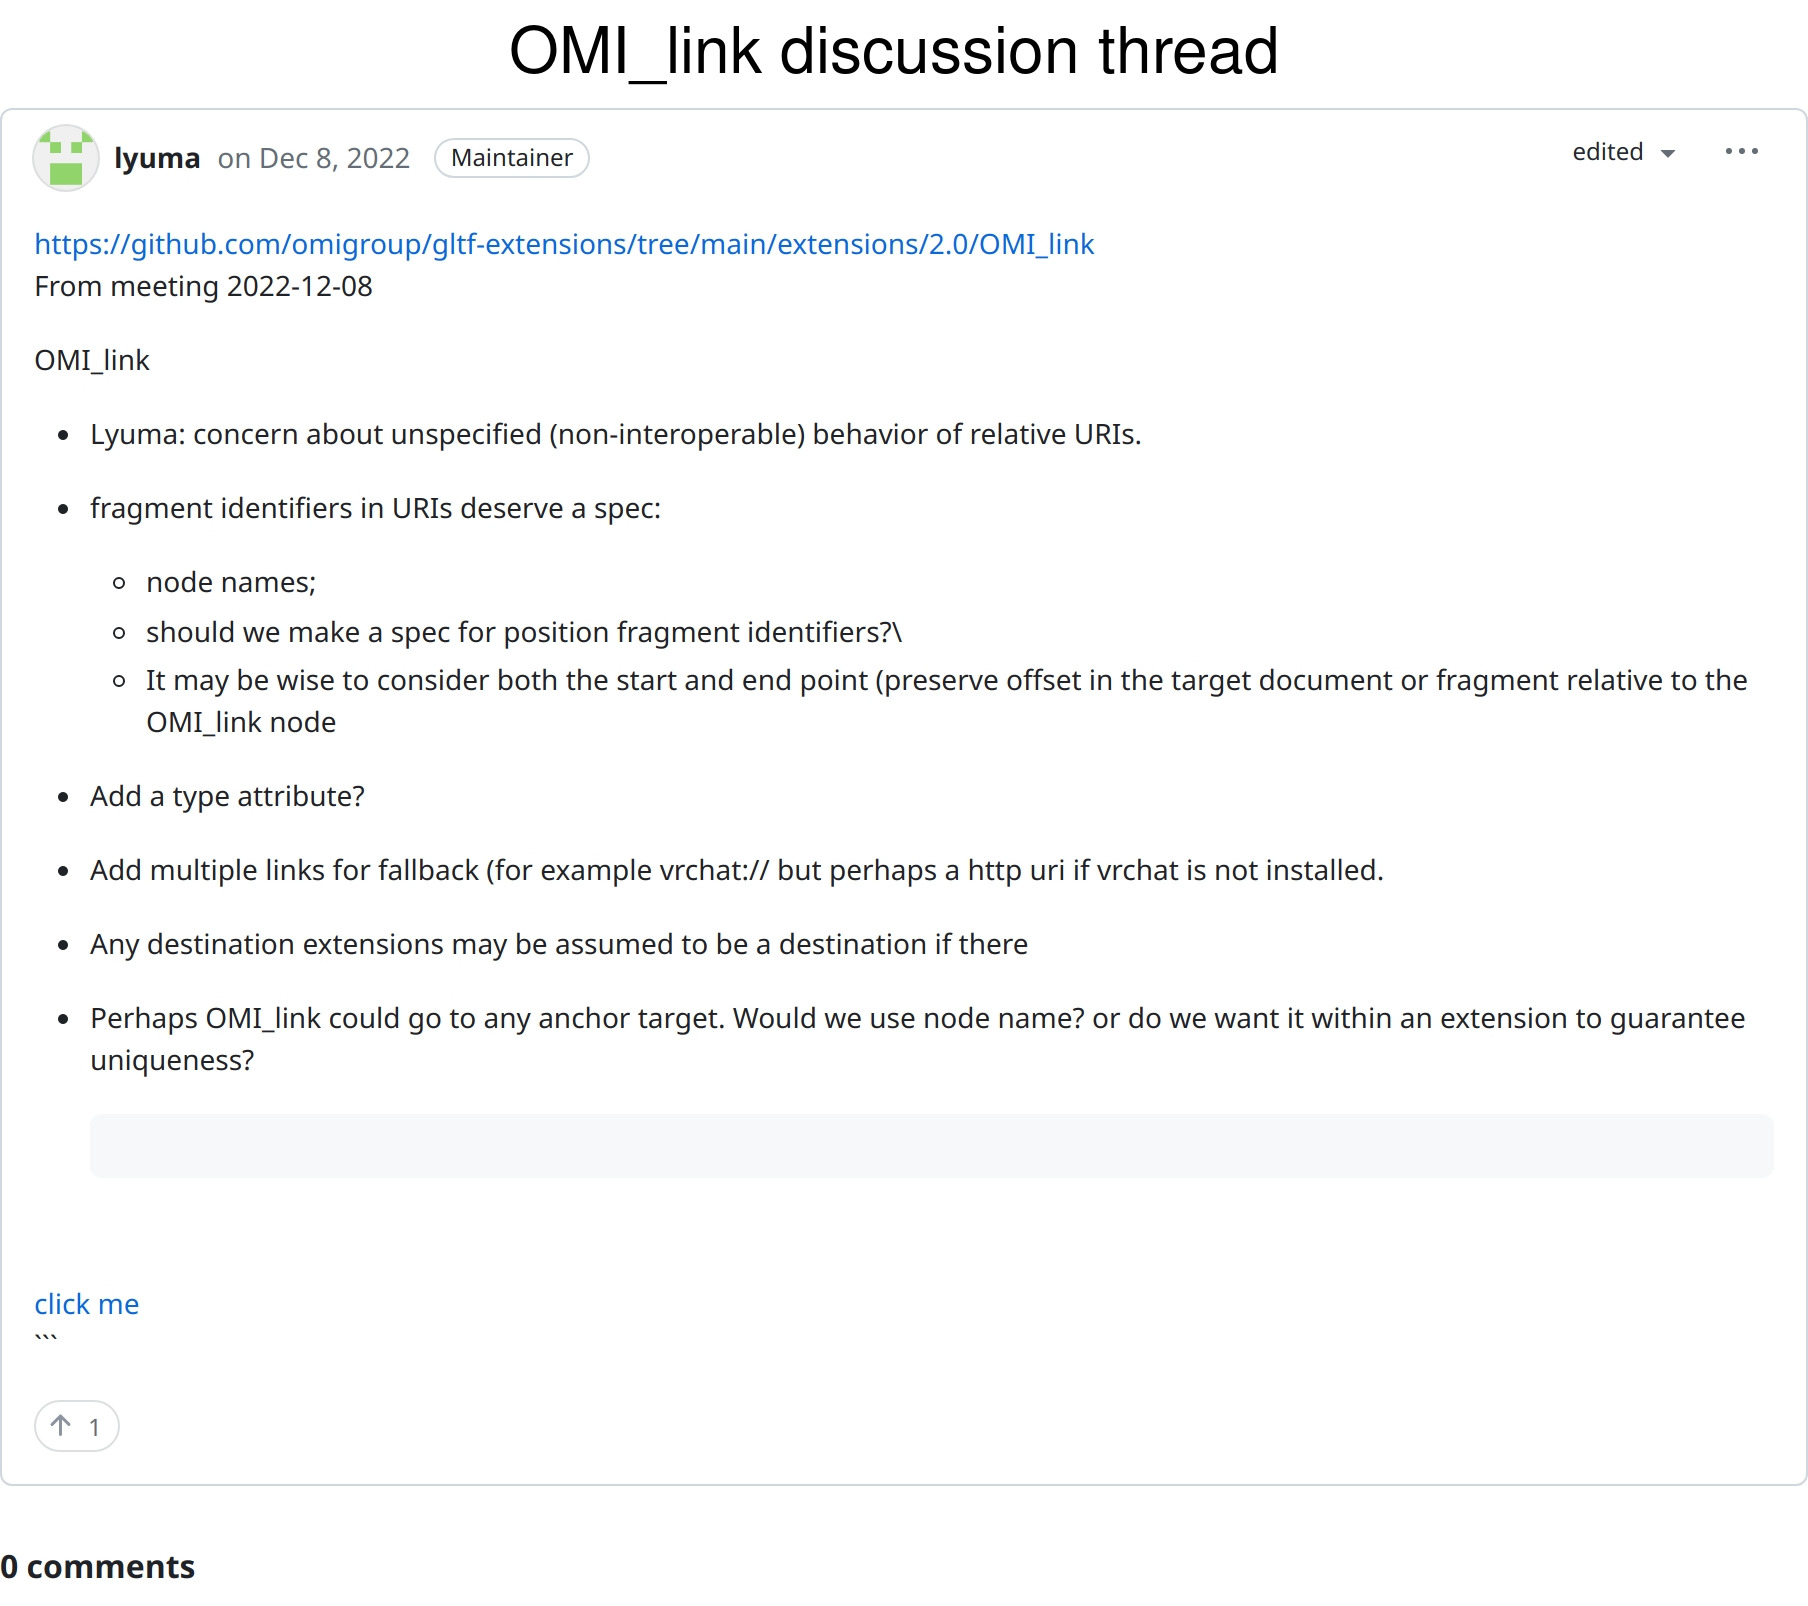 OMI_link discussion thread
lyuma on Dec 8, 2022 Maintainer edited
https://github.com/omigroup/gltf-extensions/tree/main/extensions/2.0/OMI_link
From meeting 2022-12-08
OMI_link
Lyuma: concern about unspecified (non-interoperable) behavior of relative URIs.
fragment identifiers in URIs deserve a spec:
node names;
should we make a spec for position fragment identifiers?\
It may be wise to consider both the start and end point (preserve offset in the target document or fragment relative to the
OMI_link node
Add a type attribute?
Add multiple links for fallback (for example vrchat:// but perhaps a http uri if vrchat is not installed.
Any destination extensions may be assumed to be a destination if there
Perhaps OMI_link could go to any anchor target. Would we use node name? or do we want it within an extension to guarantee
uniqueness?
click me
```
1
0 comments